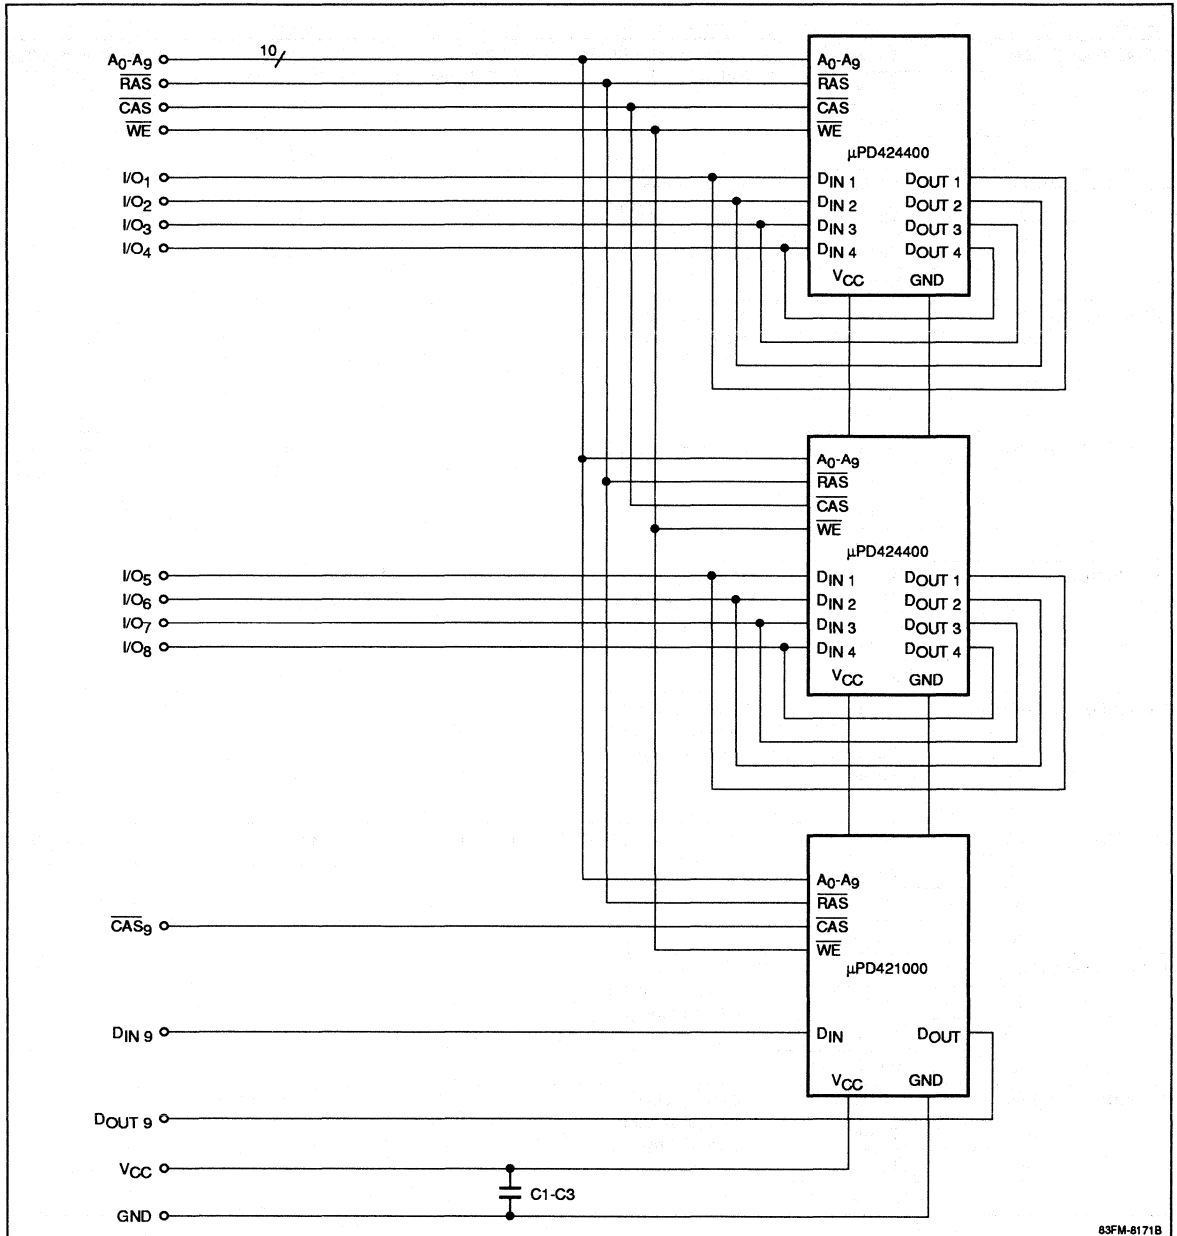 A0-A9 10 A0-A9
RAS RAS
CAS CAS
WE WE
µPD424400
I/O1 DIN 1 DOUT 1
I/O2 DIN 2 DOUT 2
I/O3 DIN 3 DOUT 3
I/O4 DIN 4 DOUT 4
VCC GND
A0-A9
RAS
CAS
WE
µPD424400
I/O5 DIN 1 DOUT 1
I/O6 DIN 2 DOUT 2
I/O7 DIN 3 DOUT 3
I/O8 DIN 4 DOUT 4
VCC GND
A0-A9
RAS
CAS9 CAS
WE
µPD421000
DIN 9 DIN DOUT
VCC GND
DOUT 9
VCC
C1-C3
GND
83FM-8171B